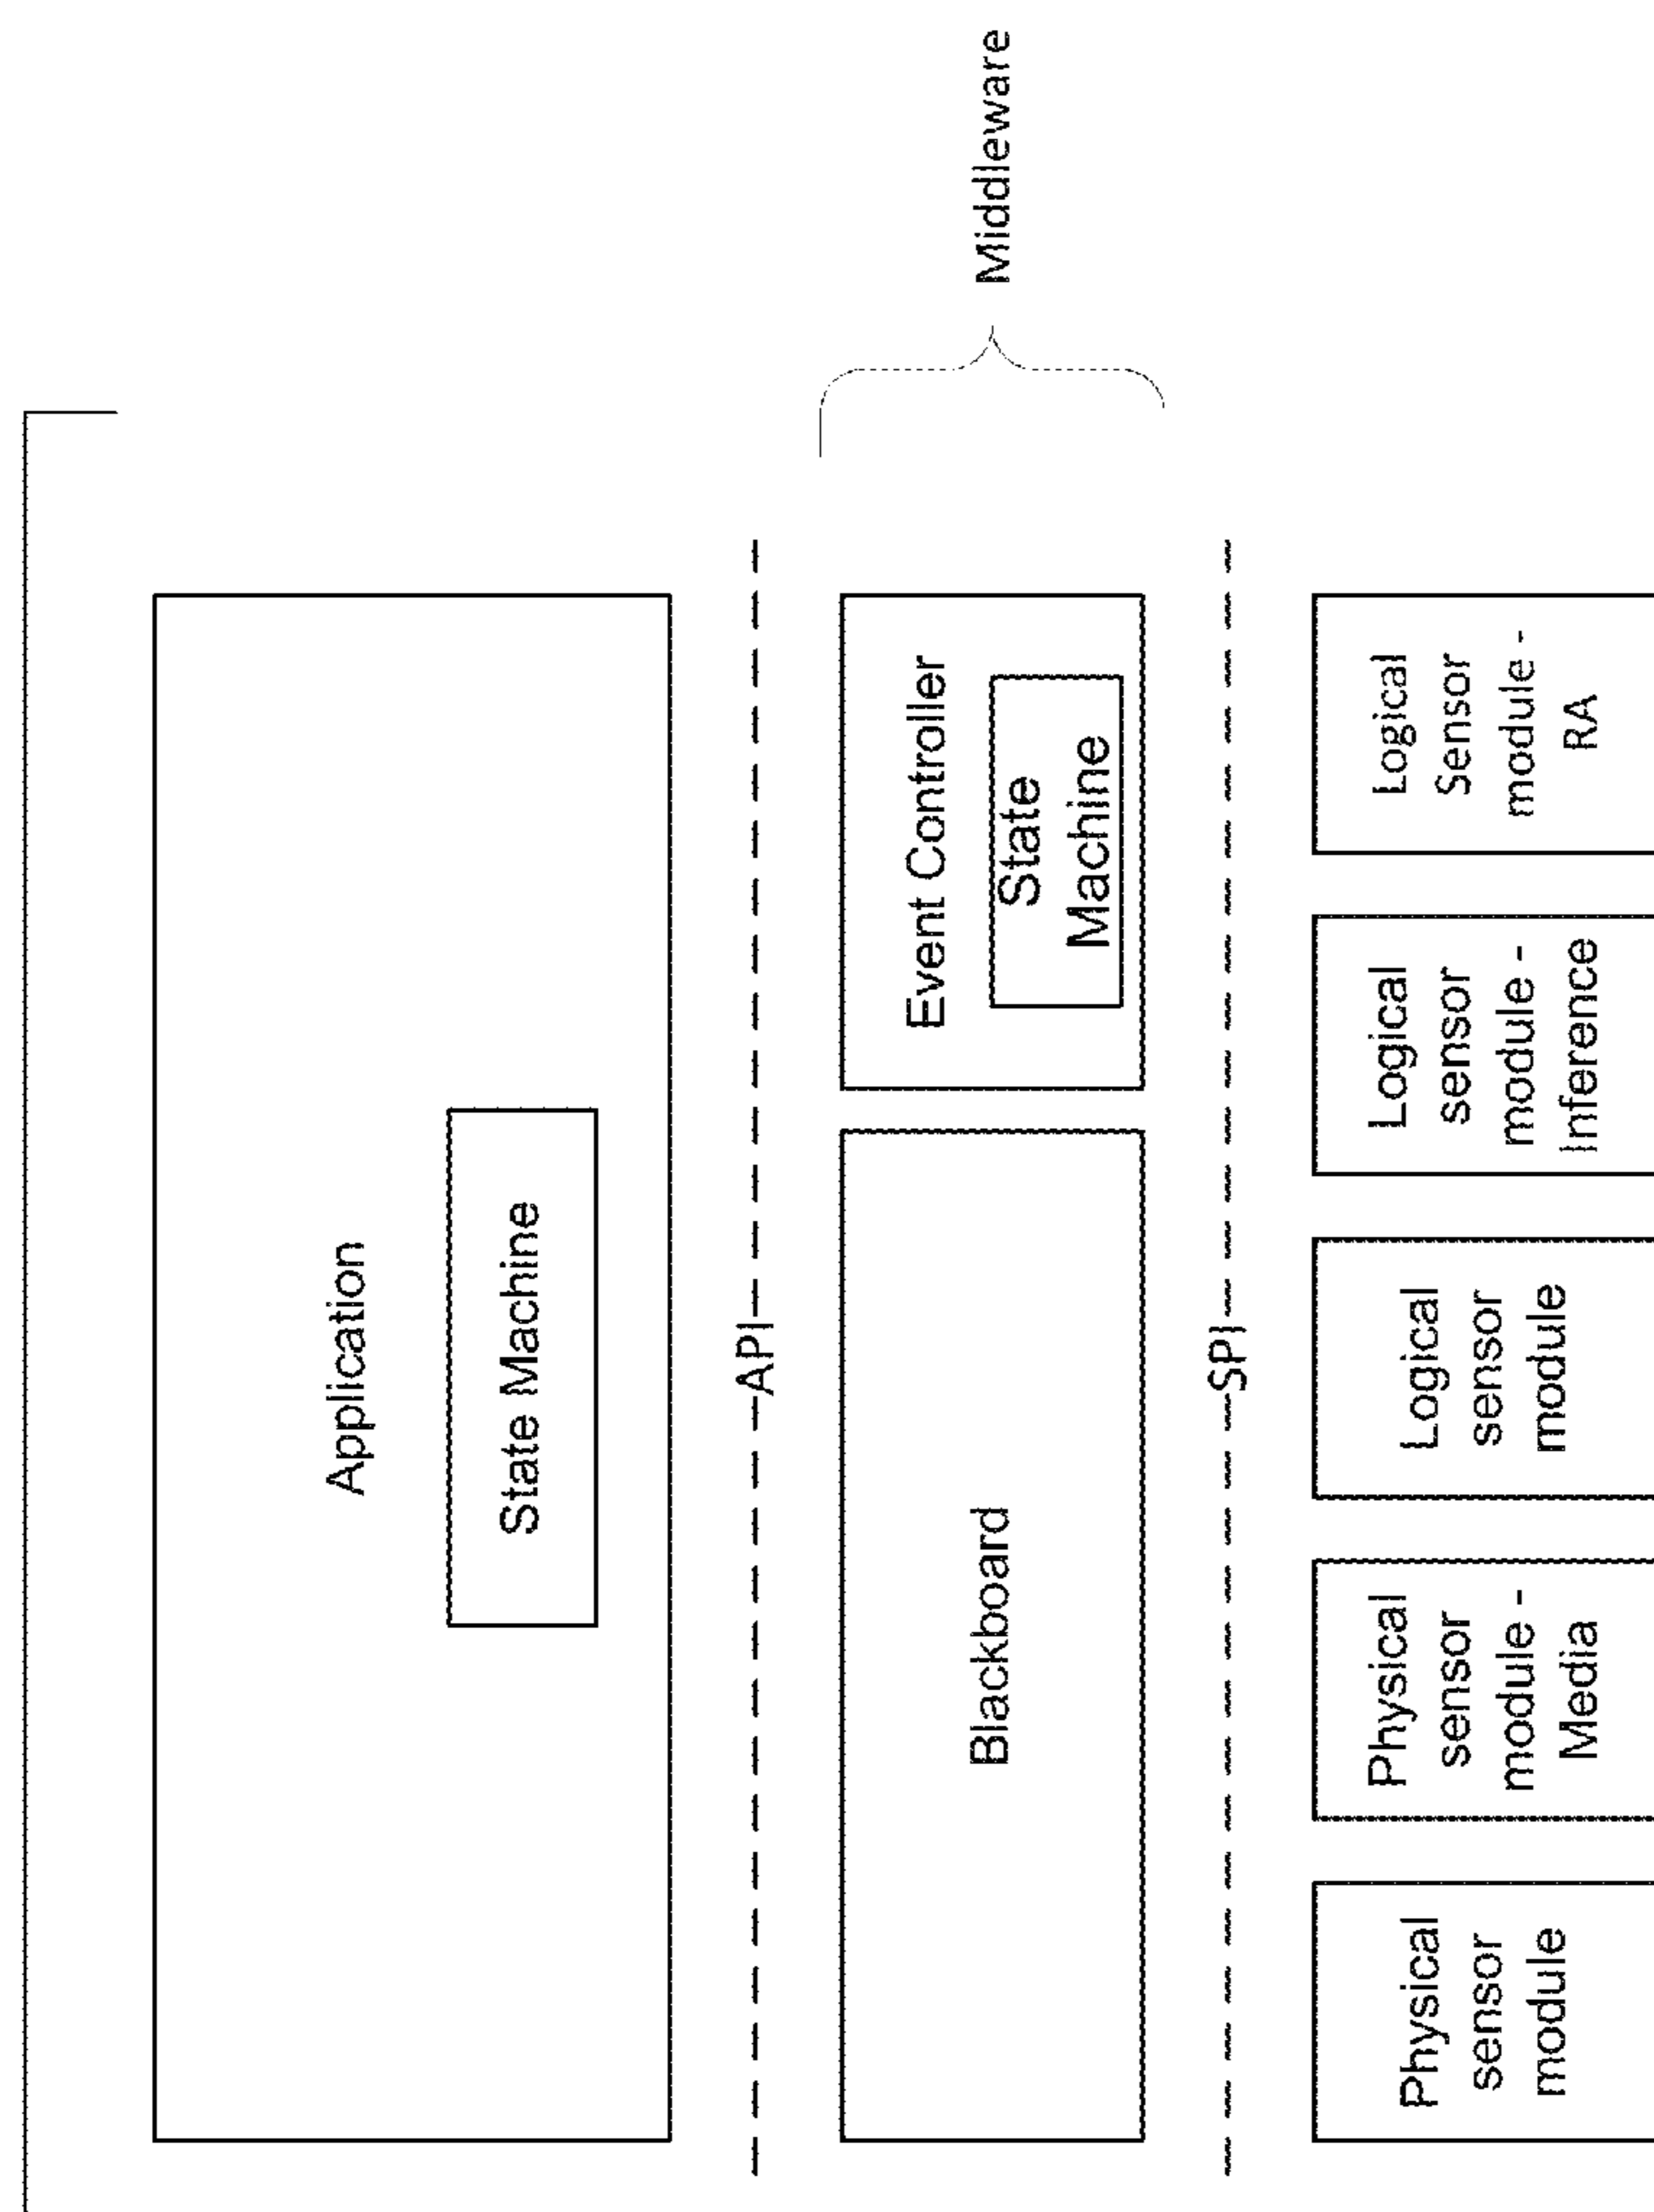 Application
State Machine
API
Blackboard
Event Controller
State
Machine
Middleware
SPI
Physical
sensor
module
Physical
sensor
module -
Media
Logical
sensor
module
Logical
sensor
module -
Inference
Logical
Sensor
module -
RA